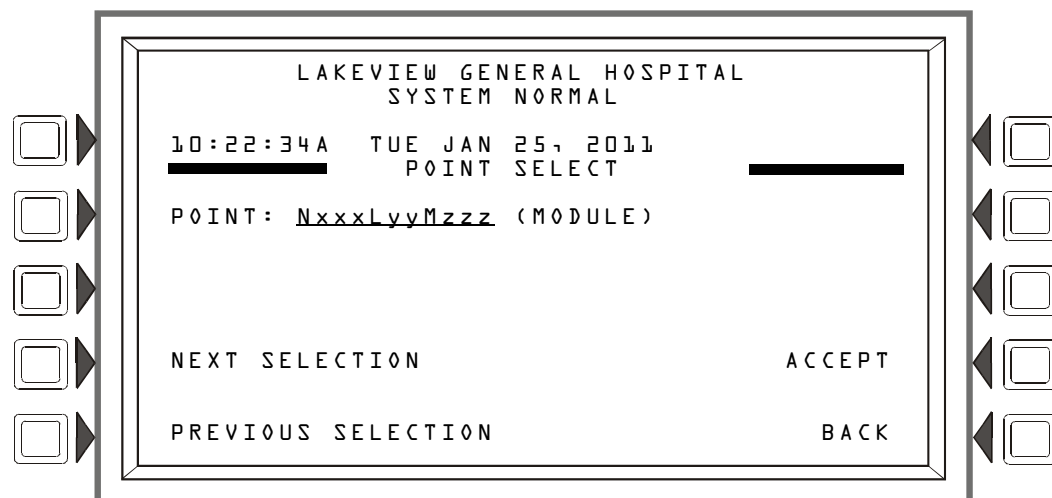 LAKEVIEW GENERAL HOSPITAL
SYSTEM NORMAL
10:22:34A TUE JAN 25, 2011
POINT SELECT
POINT: NxxxLyyMzzz (MODULE)
NEXT SELECTION ACCEPT
PREVIOUS SELECTION BACK